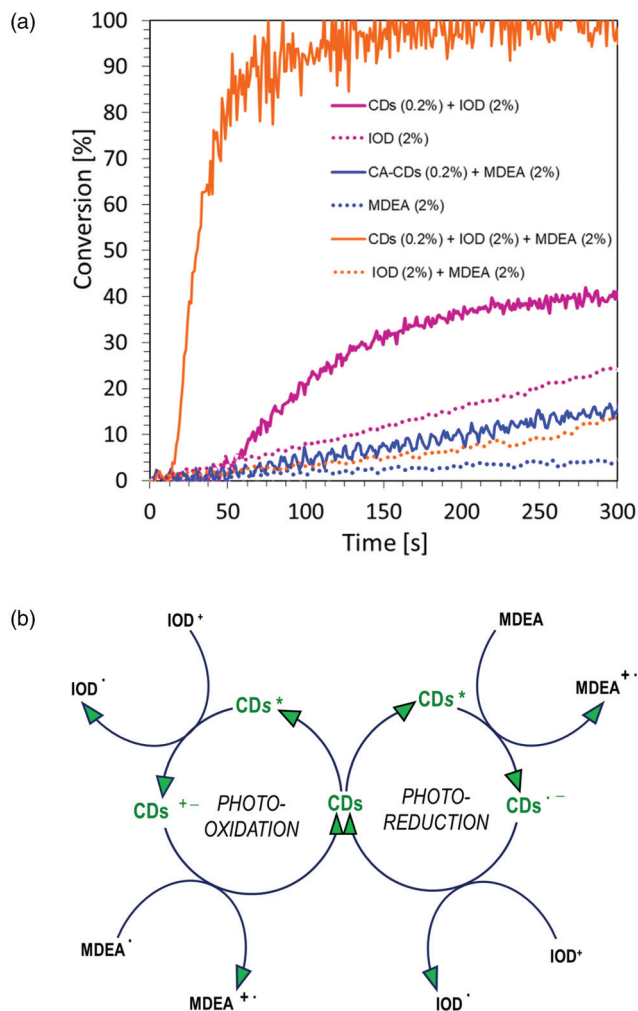 (a)
100
90
80
70
60
50
40
30
20
10
0
Conversion [%]
CDs (0.2%) + IOD (2%)
IOD (2%)
CA-CDs (0.2%) + MDEA (2%)
MDEA (2%)
CDs (0.2%) + IOD (2%) + MDEA (2%)
IOD (2%) + MDEA (2%)
0 50 100 150 200 250 300
Time [s]
(b)
IOD⁺
MDEA
IOD˙
MDEA⁺˙
CDs*
CDs*
CDs⁺⁻
PHOTO-
OXIDATION
CDs
PHOTO-
REDUCTION
CDs˙⁻
MDEA˙
IOD⁺
MDEA⁺˙
IOD˙